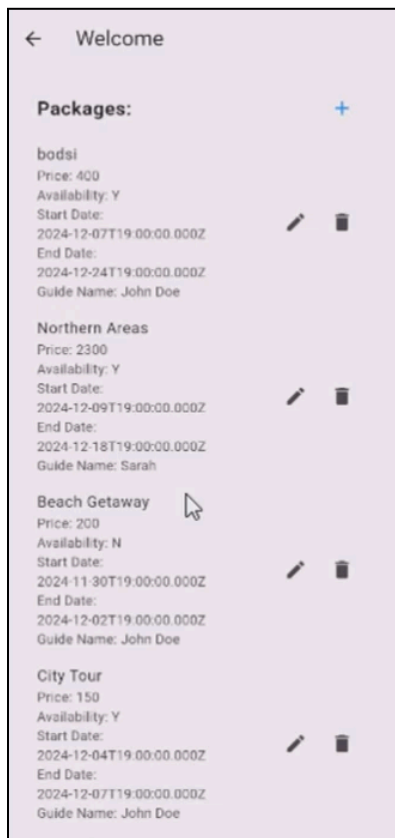 Welcome
Packages:
bodsi
Price: 400
Availability: Y
Start Date:
2024-12-07T19:00:00.000Z
End Date:
2024-12-24T19:00:00.000Z
Guide Name: John Doe
Northern Areas
Price: 2300
Availability: Y
Start Date:
2024-12-09T19:00:00.000Z
End Date:
2024-12-18T19:00:00.000Z
Guide Name: Sarah
Beach Getaway
Price: 200
Availability: N
Start Date:
2024-11-30T19:00:00.000Z
End Date:
2024-12-02T19:00:00.000Z
Guide Name: John Doe
City Tour
Price: 150
Availability: Y
Start Date:
2024-12-04T19:00:00.000Z
End Date:
2024-12-07T19:00:00.000Z
Guide Name: John Doe